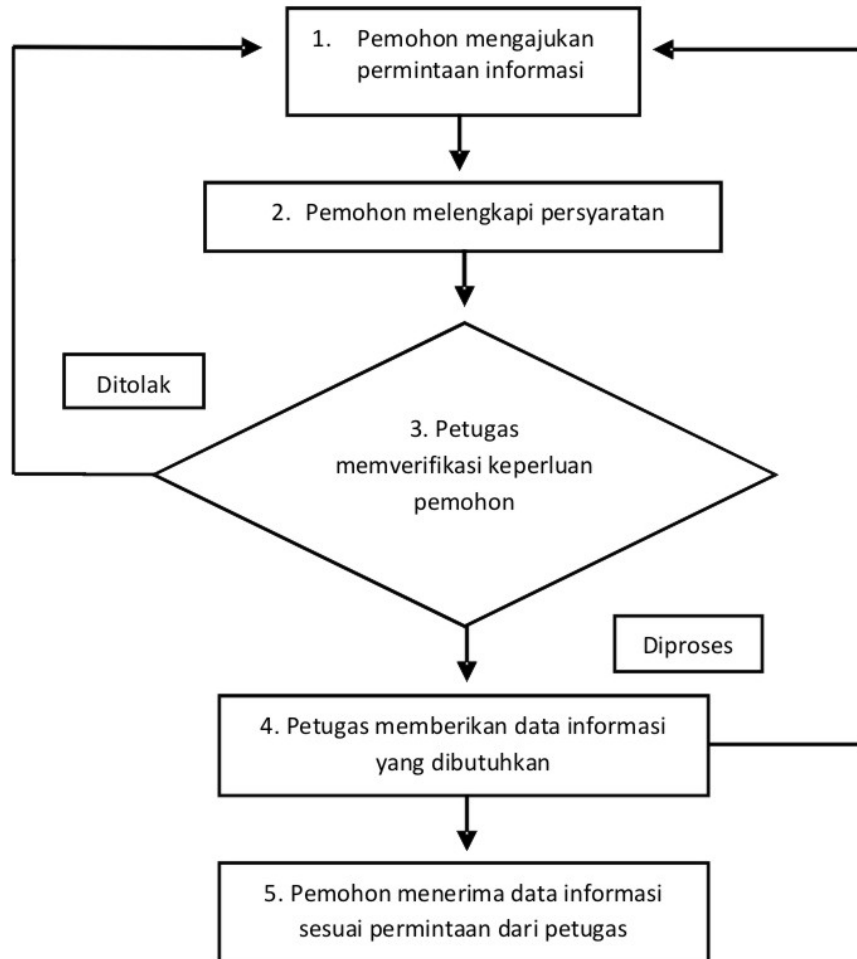 1. Pemohon mengajukan
permintaan informasi
2. Pemohon melengkapi persyaratan
Ditolak
3. Petugas
memverifikasi keperluan
pemohon
Diproses
4. Petugas memberikan data informasi
yang dibutuhkan
5. Pemohon menerima data informasi
sesuai permintaan dari petugas